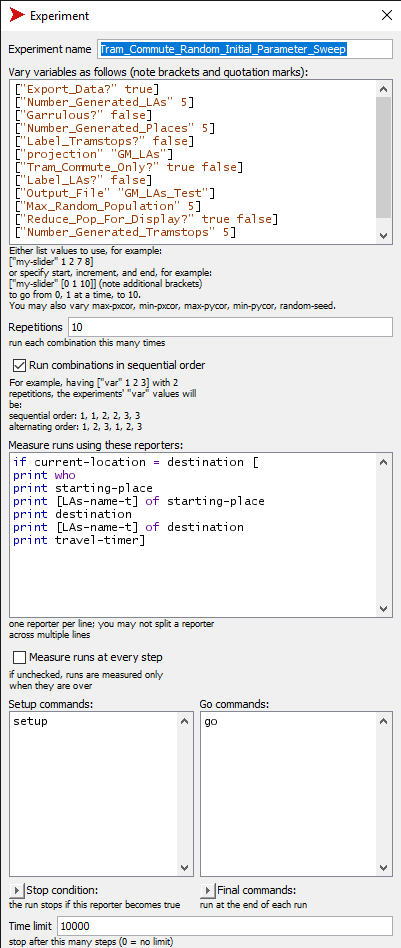 Experiment
Experiment name Tram_Commute_Random_Initial_Parameter_Sweep
Vary variables as follows (note brackets and quotation marks):
["Export_Data?" true]
["Number_Generated_LAs" 5]
["Garrulous?" false]
["Number_Generated_Places" 5]
["Label_Tramstops?" false]
["projection" "GM_LAs"]
["Tram_Commute_Only?" true false]
["Label_LAs?" false]
["Output_File" "GM_LAs_Test"]
["Max_Random_Population" 5]
["Reduce_Pop_For_Display?" true false]
["Number_Generated_Tramstops" 5]
Either list values to use, for example:
["my-slider" 1 2 7 8]
or specify start, increment, and end, for example:
["my-slider" [0 1 10]] (note additional brackets)
to go from 0, 1 at a time, to 10.
You may also vary max-pxcor, min-pxcor, max-pycor, min-pycor, random-seed.
Repetitions 10
run each combination this many times
Run combinations in sequential order
For example, having ["var" 1 2 3] with 2
repetitions, the experiments' "var" values will
be:
sequential order: 1, 1, 2, 2, 3, 3
alternating order: 1, 2, 3, 1, 2, 3
Measure runs using these reporters:
if current-location = destination [
print who
print starting-place
print [LAs-name-t] of starting-place
print destination
print [LAs-name-t] of destination
print travel-timer]
one reporter per line; you may not split a reporter
across multiple lines
Measure runs at every step
if unchecked, runs are measured only
when they are over
Setup commands: Go commands:
setup go
Stop condition: Final commands:
the run stops if this reporter becomes true run at the end of each run
Time limit 10000
stop after this many steps (0 = no limit)